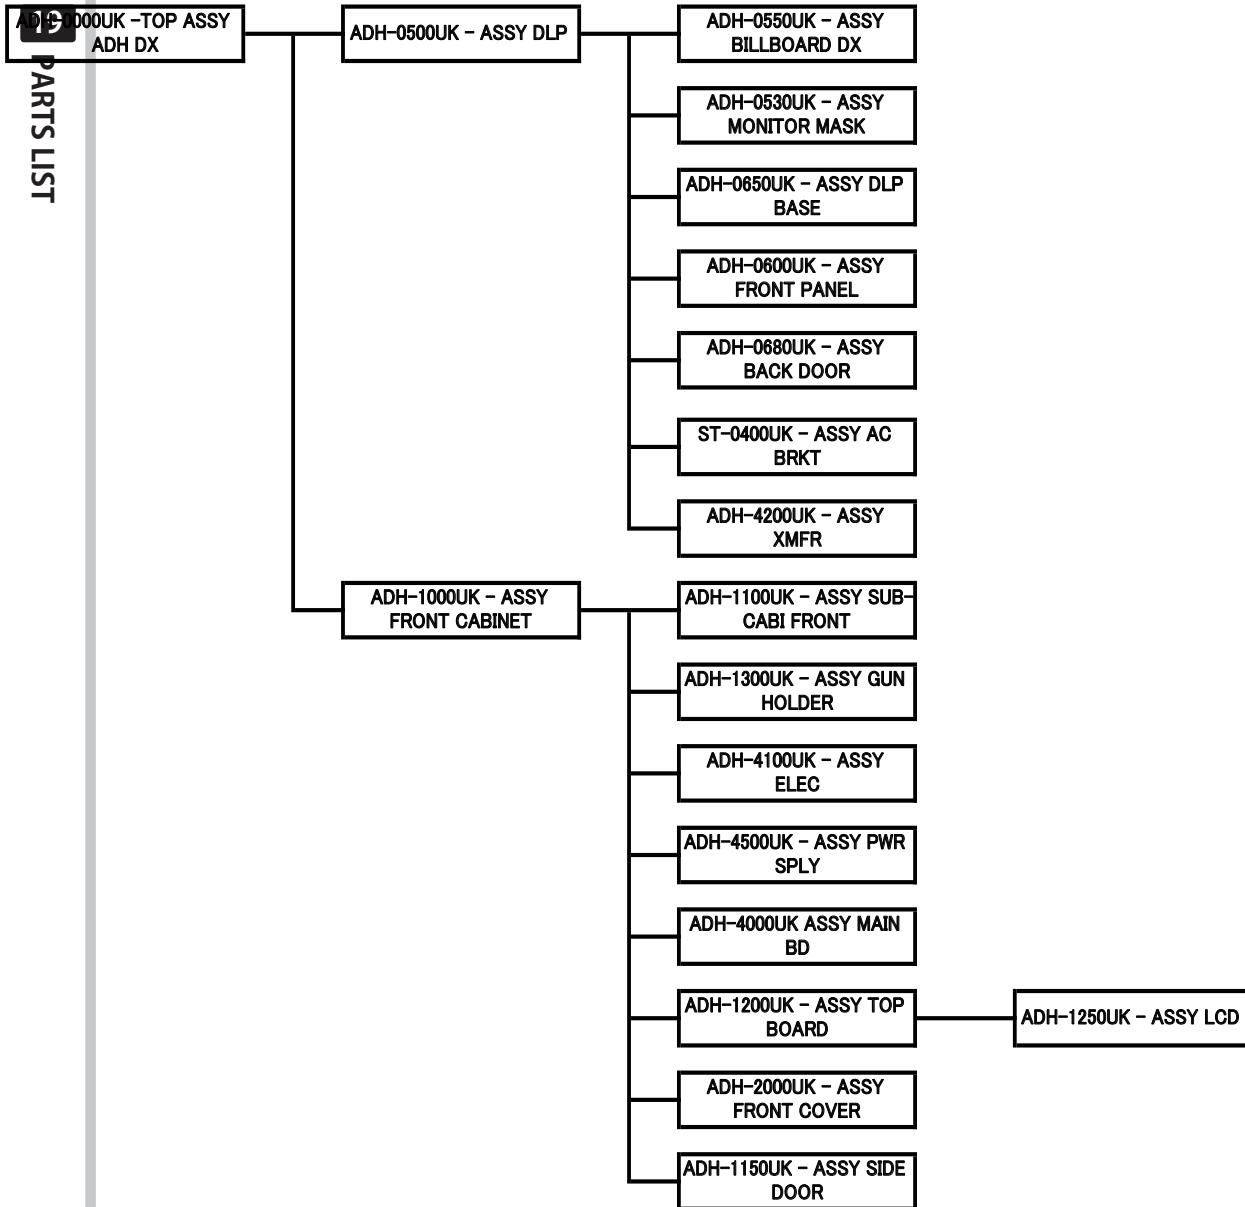 19 PARTS LIST
ADH-0000UK -TOP ASSY
ADH DX
ADH-0500UK - ASSY DLP
ADH-0550UK - ASSY
BILLBOARD DX
ADH-0530UK - ASSY
MONITOR MASK
ADH-0650UK - ASSY DLP
BASE
ADH-0600UK - ASSY
FRONT PANEL
ADH-0680UK - ASSY
BACK DOOR
ST-0400UK - ASSY AC
BRKT
ADH-4200UK - ASSY
XMFR
ADH-1000UK - ASSY
FRONT CABINET
ADH-1100UK - ASSY SUB-
CABI FRONT
ADH-1300UK - ASSY GUN
HOLDER
ADH-4100UK - ASSY
ELEC
ADH-4500UK - ASSY PWR
SPLY
ADH-4000UK ASSY MAIN
BD
ADH-1200UK - ASSY TOP
BOARD
ADH-1250UK - ASSY LCD
ADH-2000UK - ASSY
FRONT COVER
ADH-1150UK - ASSY SIDE
DOOR